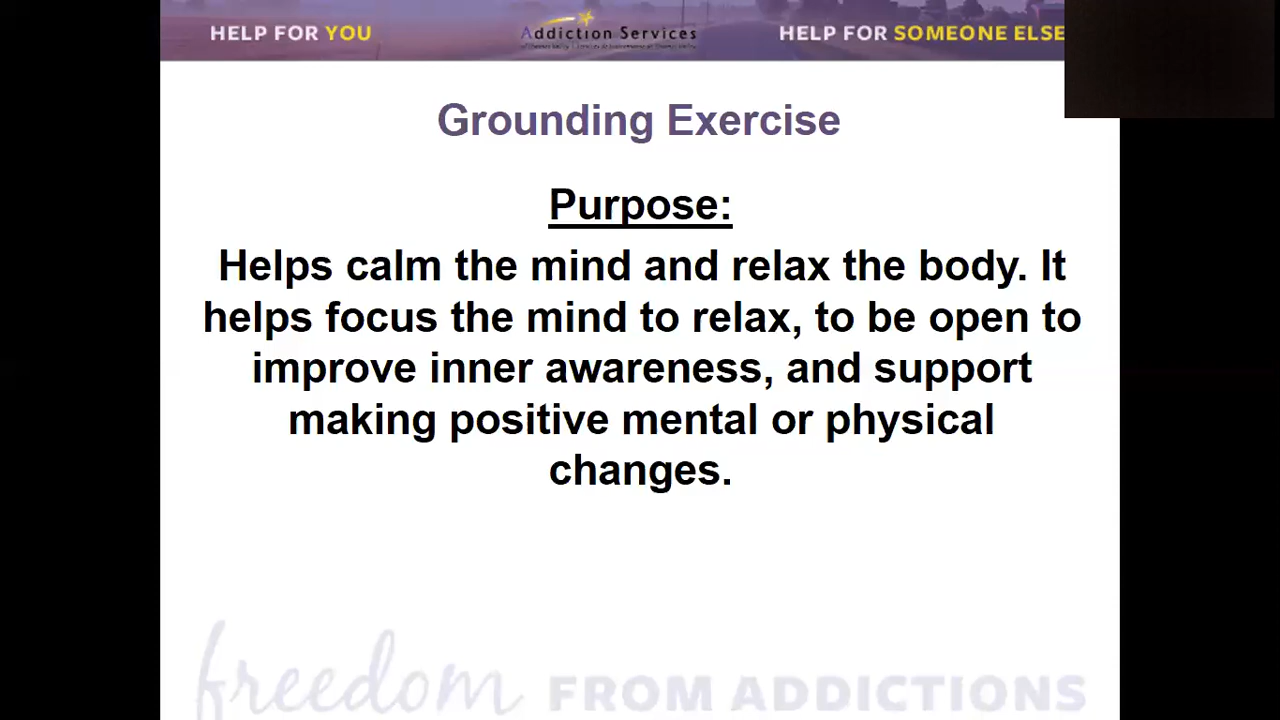 HELP FOR YOU
Addiction Services
HELP FOR SOMEONE ELSE
Grounding Exercise
Purpose:
Helps calm the mind and relax the body. It
helps focus the mind to relax, to be open to
improve inner awareness, and support
making positive mental or physical
changes.
freedom FROM ADDICTIONS